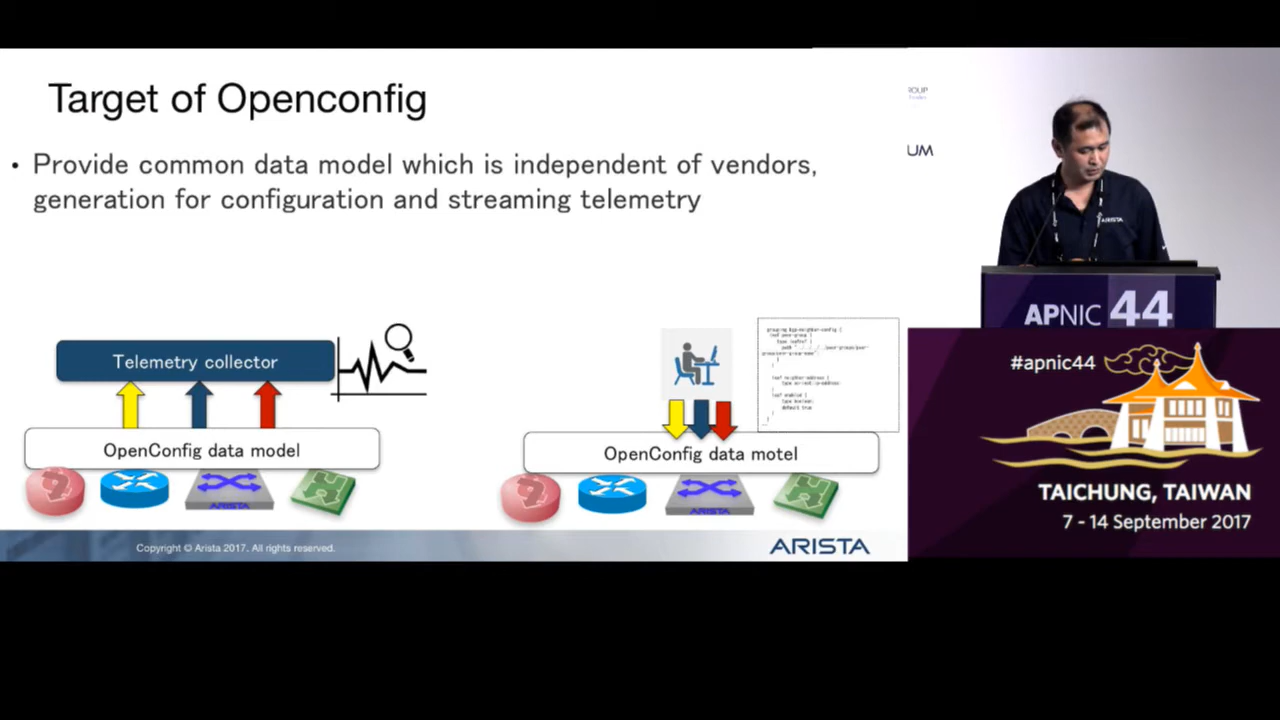 Target of Openconfig
• Provide common data model which is independent of vendors,
generation for configuration and streaming telemetry
Telemetry collector
OpenConfig data model
ARISTA
OpenConfig data motel
ARISTA
Copyright © Arista 2017. All rights reserved.
ARISTA
UM
ARISTA
APNIC 44
#apnic44
TAICHUNG, TAIWAN
7 - 14 September 2017